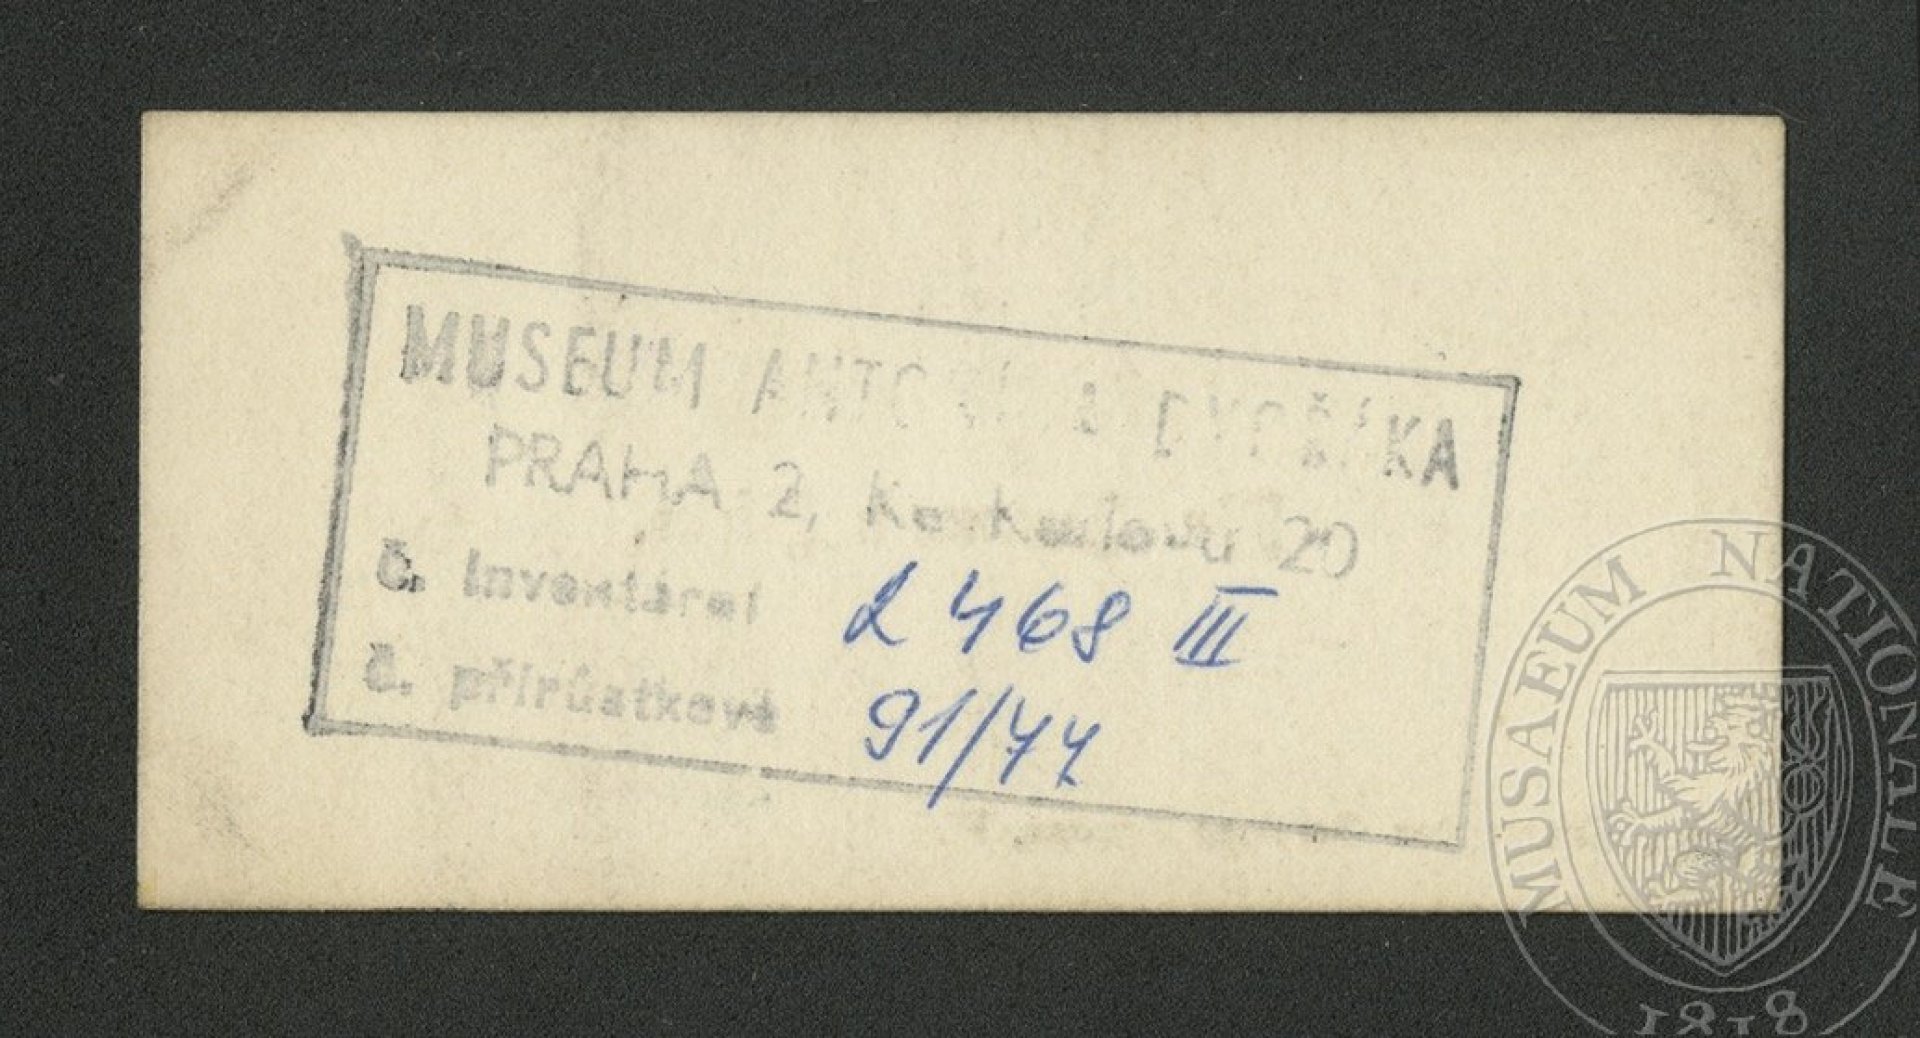 MUSEUM ANTONÍNA DVOŘÁKA
PRAHA 2, Ke Karlovu 20
č. inventární 2468 III
č. přírůstkové 91/77
MUSAEUM NATIONALE
1818